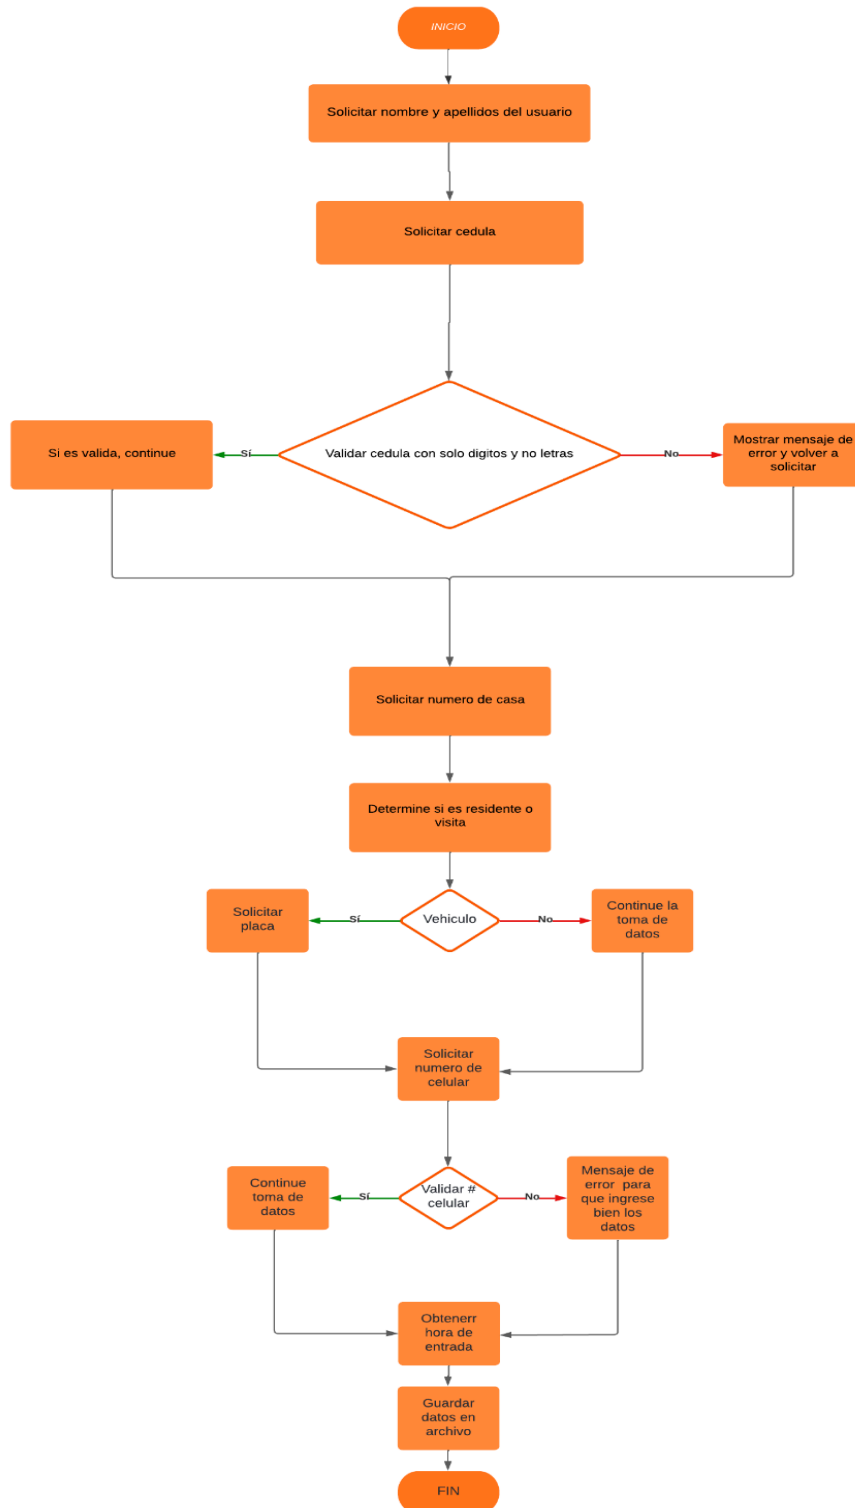 INICIO
Solicitar nombre y apellidos del usuario
Solicitar cedula
Si es valida, continue
Sí
Validar cedula con solo digitos y no letras
No
Mostrar mensaje de
error y volver a
solicitar
Solicitar numero de casa
Determine si es residente o
visita
Solicitar
placa
Sí
Vehiculo
No
Continue la
toma de
datos
Solicitar
numero de
celular
Continue
toma de
datos
Sí
Validar #
celular
No
Mensaje de
error para
que ingrese
bien los
datos
Obtenerr
hora de
entrada
Guardar
datos en
archivo
FIN